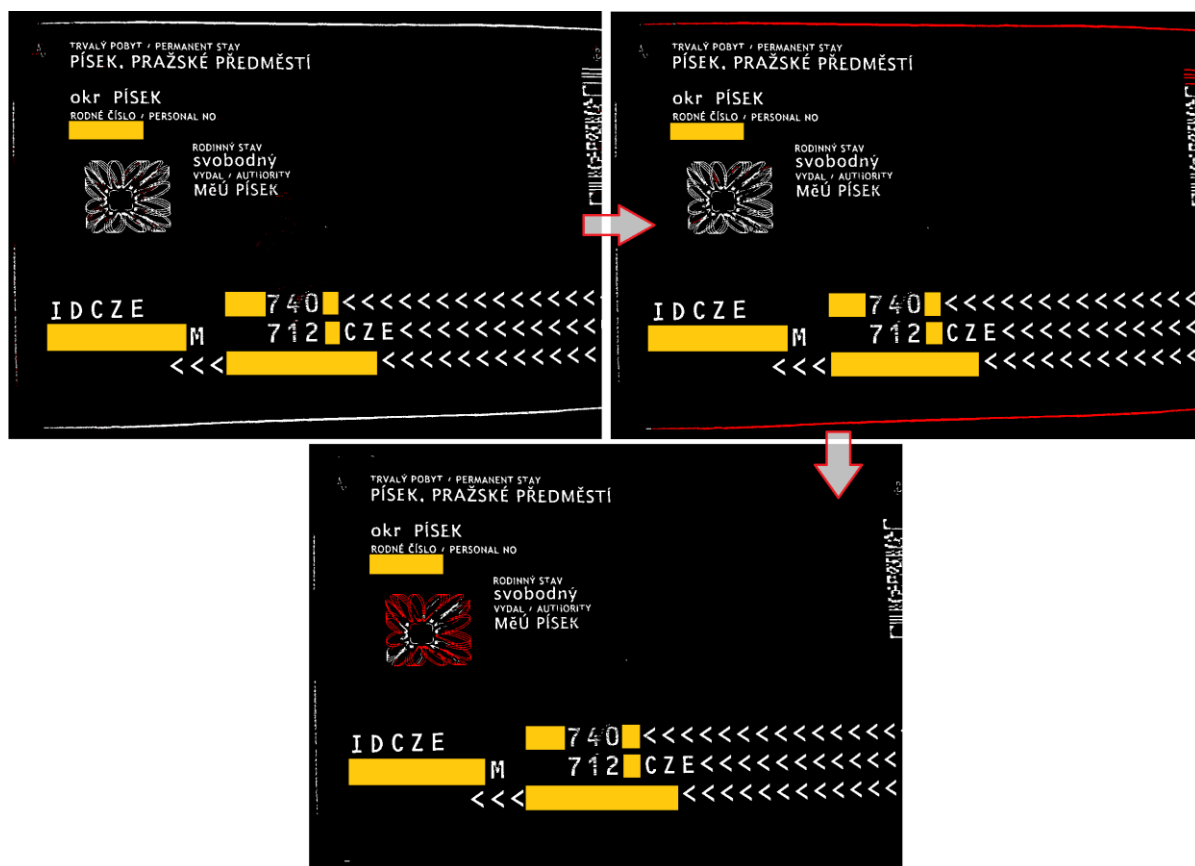 TRVALÝ POBYT / PERMANENT STAY
PÍSEK, PRAŽSKÉ PŘEDMĚSTÍ
okr PÍSEK
RODNÉ ČÍSLO / PERSONAL NO
RODINNÝ STAV
svobodný
VYDAL / AUTHORITY
MěÚ PÍSEK
IDCZE 740 <<<<<<<<<<<<<<
M 712 CZE<<<<<<<<<<<
<<< <<<<<<<<<<<<
TRVALÝ POBYT / PERMANENT STAY
PÍSEK, PRAŽSKÉ PŘEDMĚSTÍ
okr PÍSEK
RODNÉ ČÍSLO / PERSONAL NO
RODINNÝ STAV
svobodný
VYDAL / AUTHORITY
MěÚ PÍSEK
IDCZE 740 <<<<<<<<<<<<<<
M 712 CZE<<<<<<<<<<<
<<< <<<<<<<<<<<<
TRVALÝ POBYT / PERMANENT STAY
PÍSEK, PRAŽSKÉ PŘEDMĚSTÍ
okr PÍSEK
RODNÉ ČÍSLO / PERSONAL NO
RODINNÝ STAV
svobodný
VYDAL / AUTHORITY
MěÚ PÍSEK
IDCZE 740 <<<<<<<<<<<<<<
M 712 CZE<<<<<<<<<<<
<<< <<<<<<<<<<<<